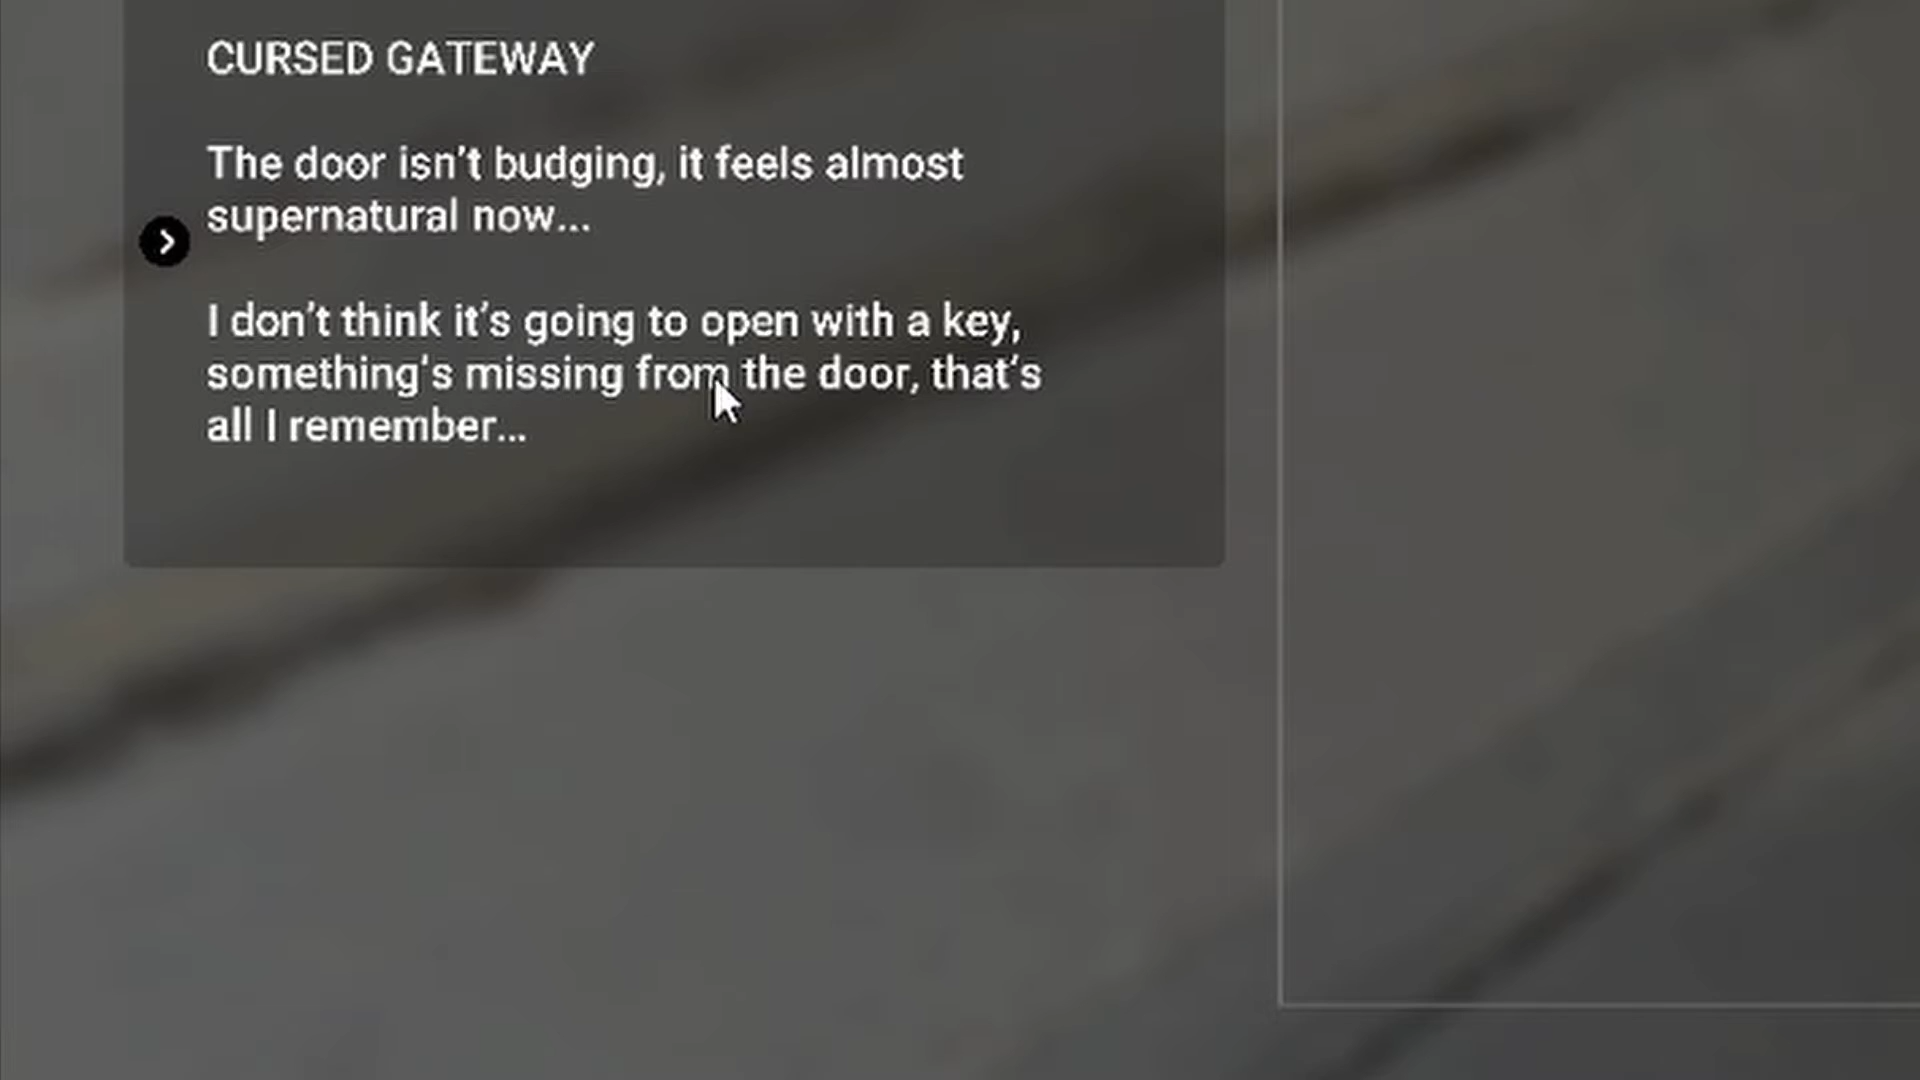 CURSED GATEWAY
The door isn’t budging, it feels almost
supernatural now...
I don’t think it’s going to open with a key,
something’s missing from the door, that’s
all I remember...